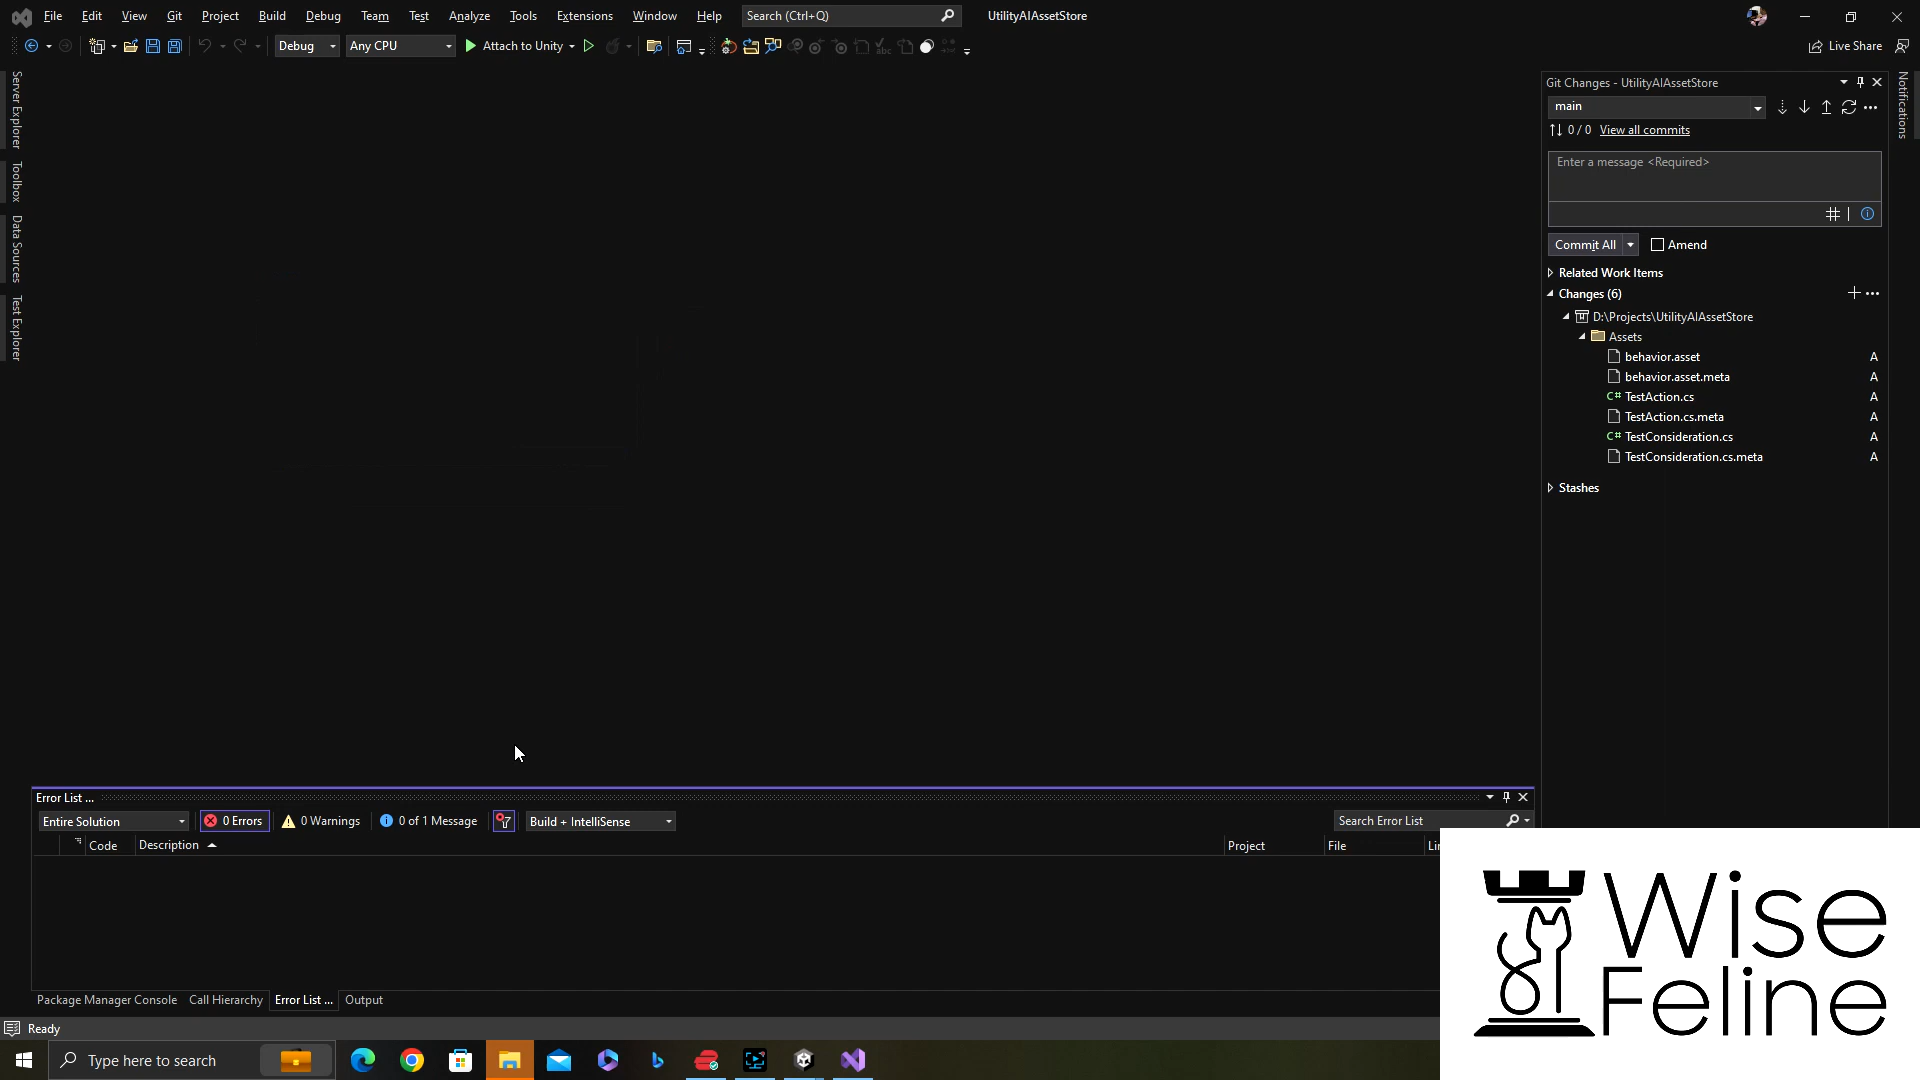 File Edit View Git Project Build Debug Team Test Analyze Tools Extensions Window Help Search (Ctrl+Q) UtilityAIAssetStore
Debug Any CPU Attach to Unity Live Share
Server Explorer
Toolbox
Data Sources
Test Explorer
Git Changes - UtilityAIAssetStore
main
0 / 0 View all commits
Enter a message <Required>
Commit All Amend
Related Work Items
Changes (6)
D:\Projects\UtilityAIAssetStore
Assets
behavior.asset A
behavior.asset.meta A
TestAction.cs A
TestAction.cs.meta A
TestConsideration.cs A
TestConsideration.cs.meta A
Stashes
Notifications
Error List ...
Entire Solution 0 Errors 0 Warnings 0 of 1 Message Build + IntelliSense Search Error List
Code Description Project File
Package Manager Console Call Hierarchy Error List ... Output
Ready
Type here to search
Wise
Feline